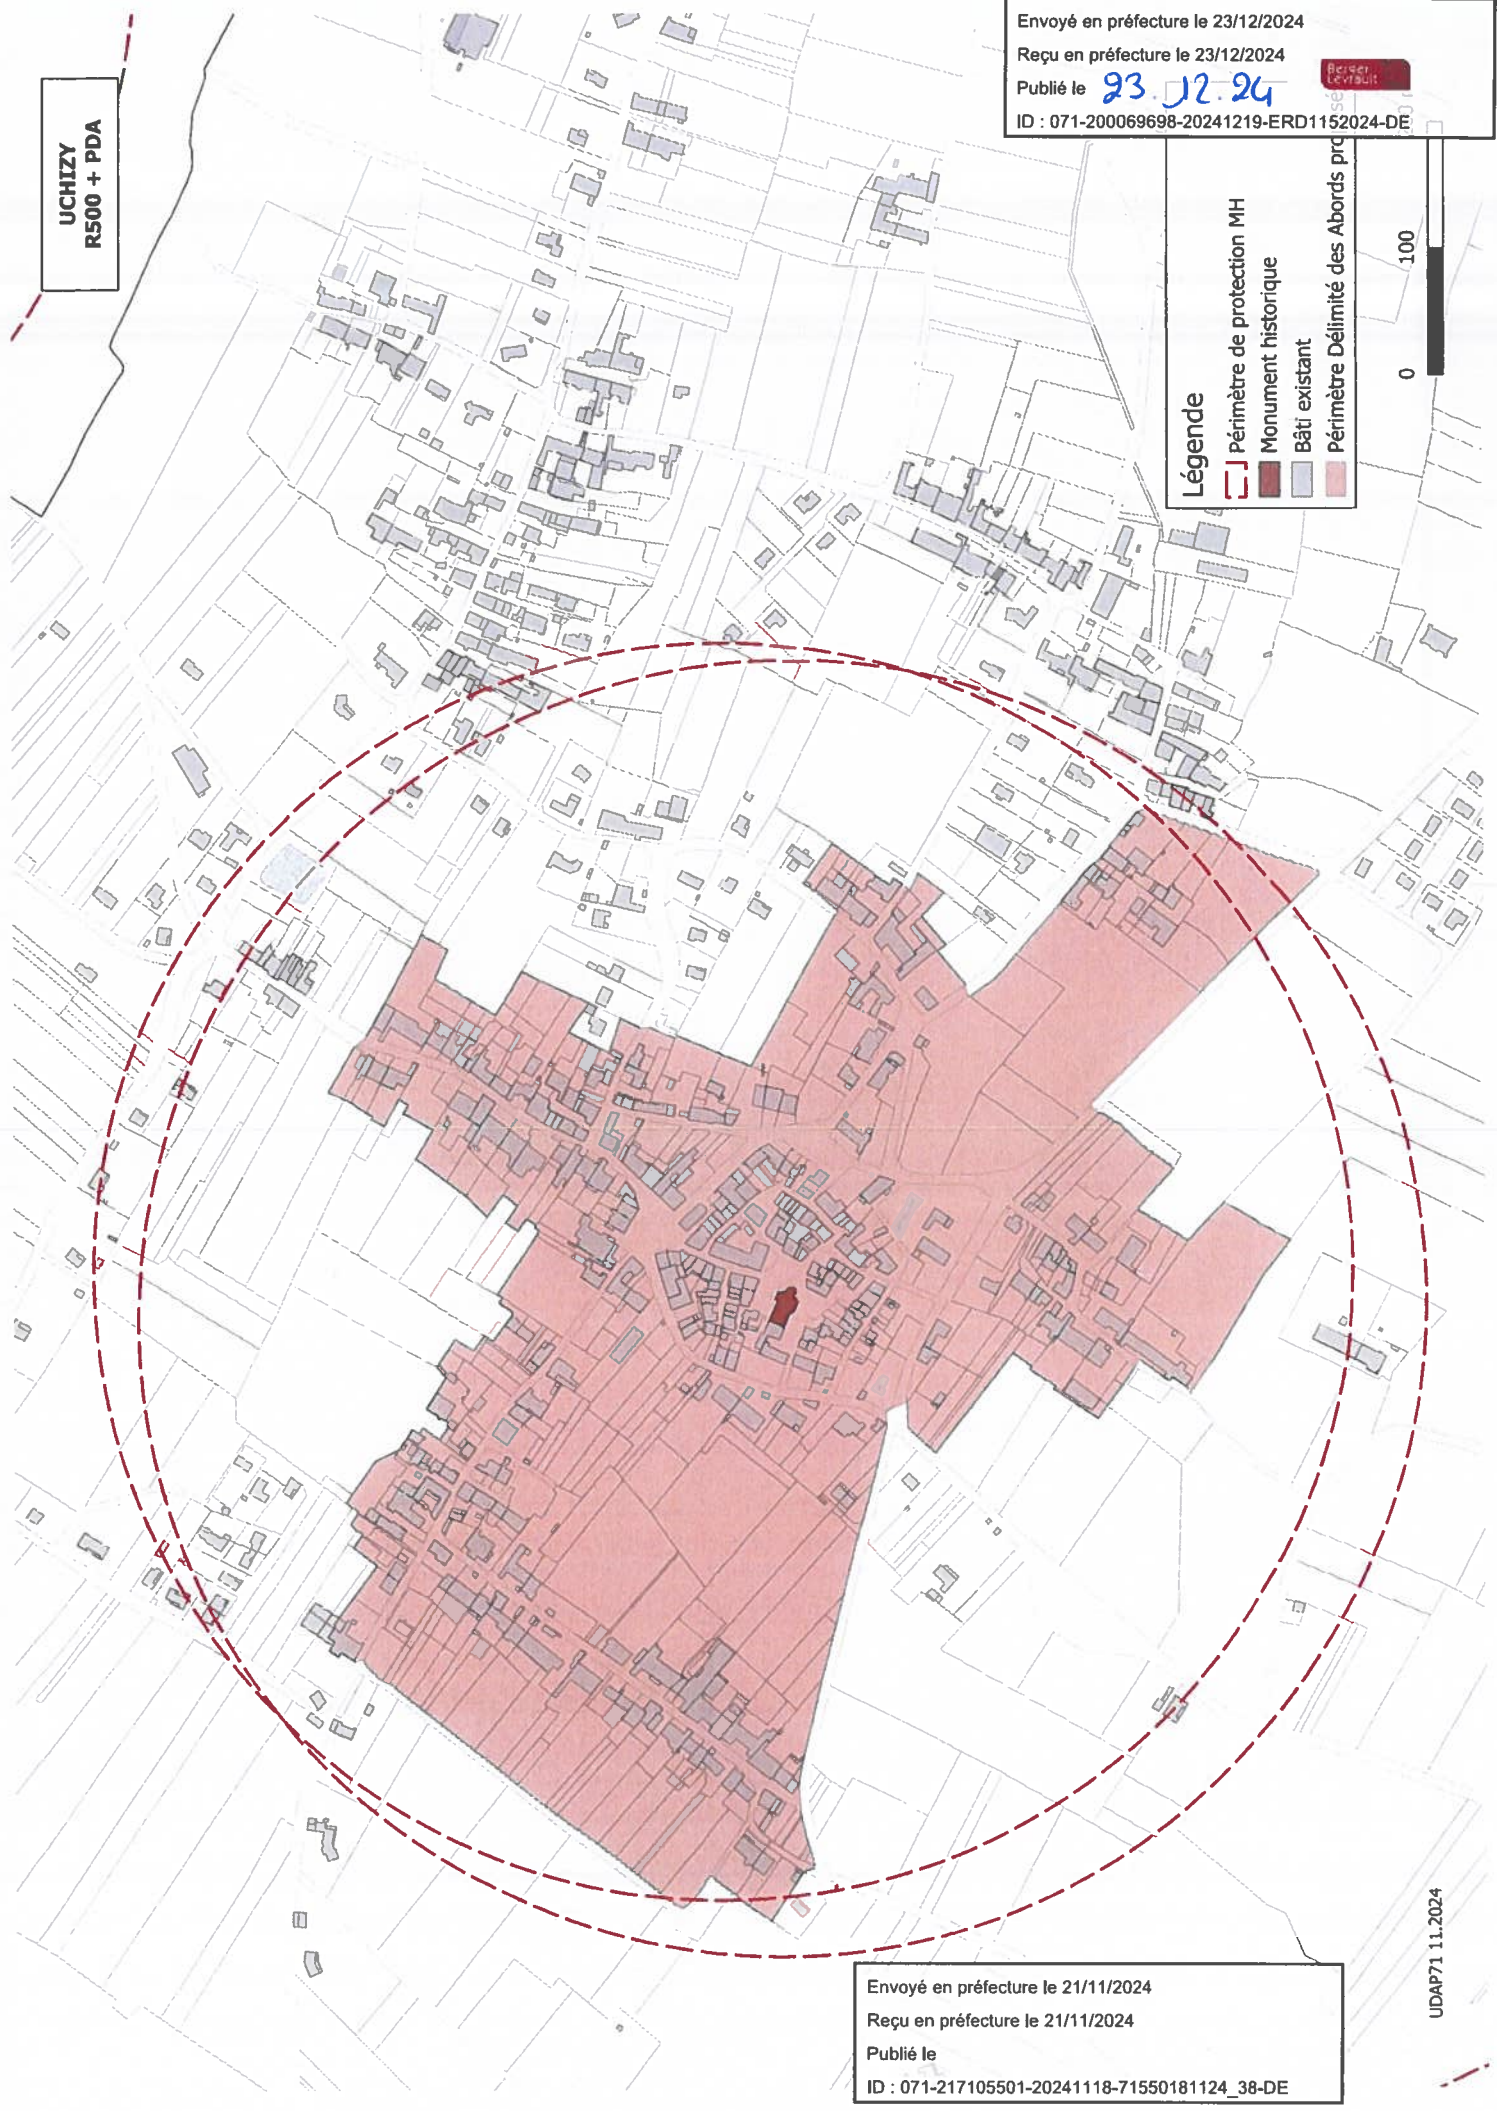 Envoyé en préfecture le 23/12/2024
Reçu en préfecture le 23/12/2024
Publié le 23.12.24
Berger
Levrault
ID : 071-200069698-20241219-ERD1152024-DE
UCHIZY
R500 + PDA
Légende
Périmètre de protection MH
Monument historique
Bâti existant
Périmètre Délimité des Abords
0 100
Envoyé en préfecture le 21/11/2024
Reçu en préfecture le 21/11/2024
Publié le
ID : 071-217105501-20241118-71550181124_38-DE
UDAP71 11.2024